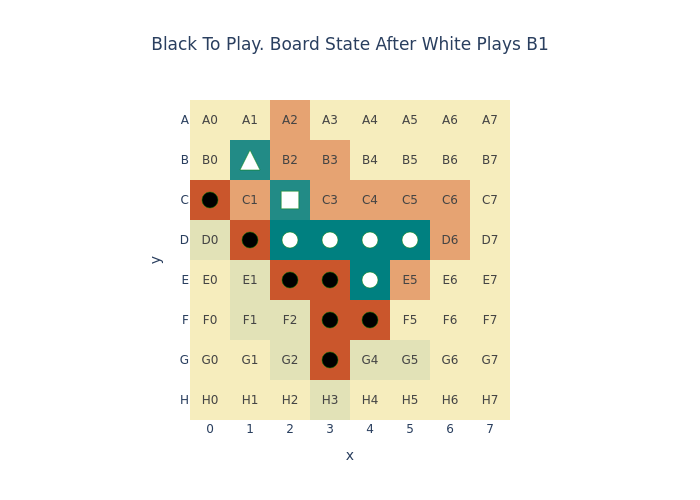 Black To Play. Board State After White Plays B1
A A0 A1 A2 A3 A4 A5 A6 A7
B B0 B2 B3 B4 B5 B6 B7
C C1 C3 C4 C5 C6 C7
D D0 D6 D7
y
E E0 E1 E5 E6 E7
F F0 F1 F2 F5 F6 F7
G G0 G1 G2 G4 G5 G6 G7
H H0 H1 H2 H3 H4 H5 H6 H7
0 1 2 3 4 5 6 7
x